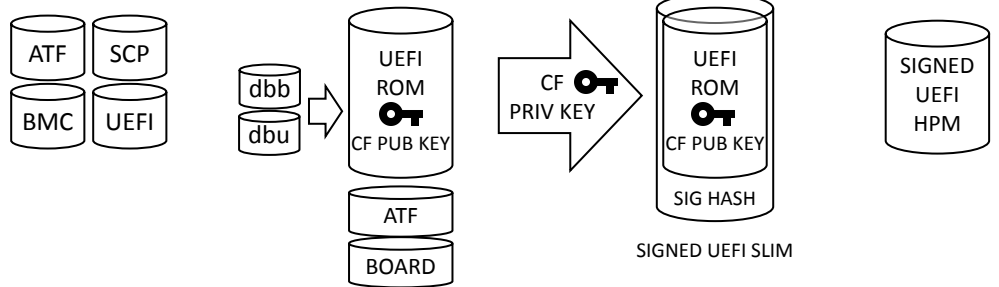 ATF
SCP
BMC
UEFI
dbb
dbu
UEFI
ROM
CF PUB KEY
ATF
BOARD
CF
PRIV KEY
UEFI
ROM
CF PUB KEY
SIG HASH
SIGNED UEFI SLIM
SIGNED
UEFI
HPM